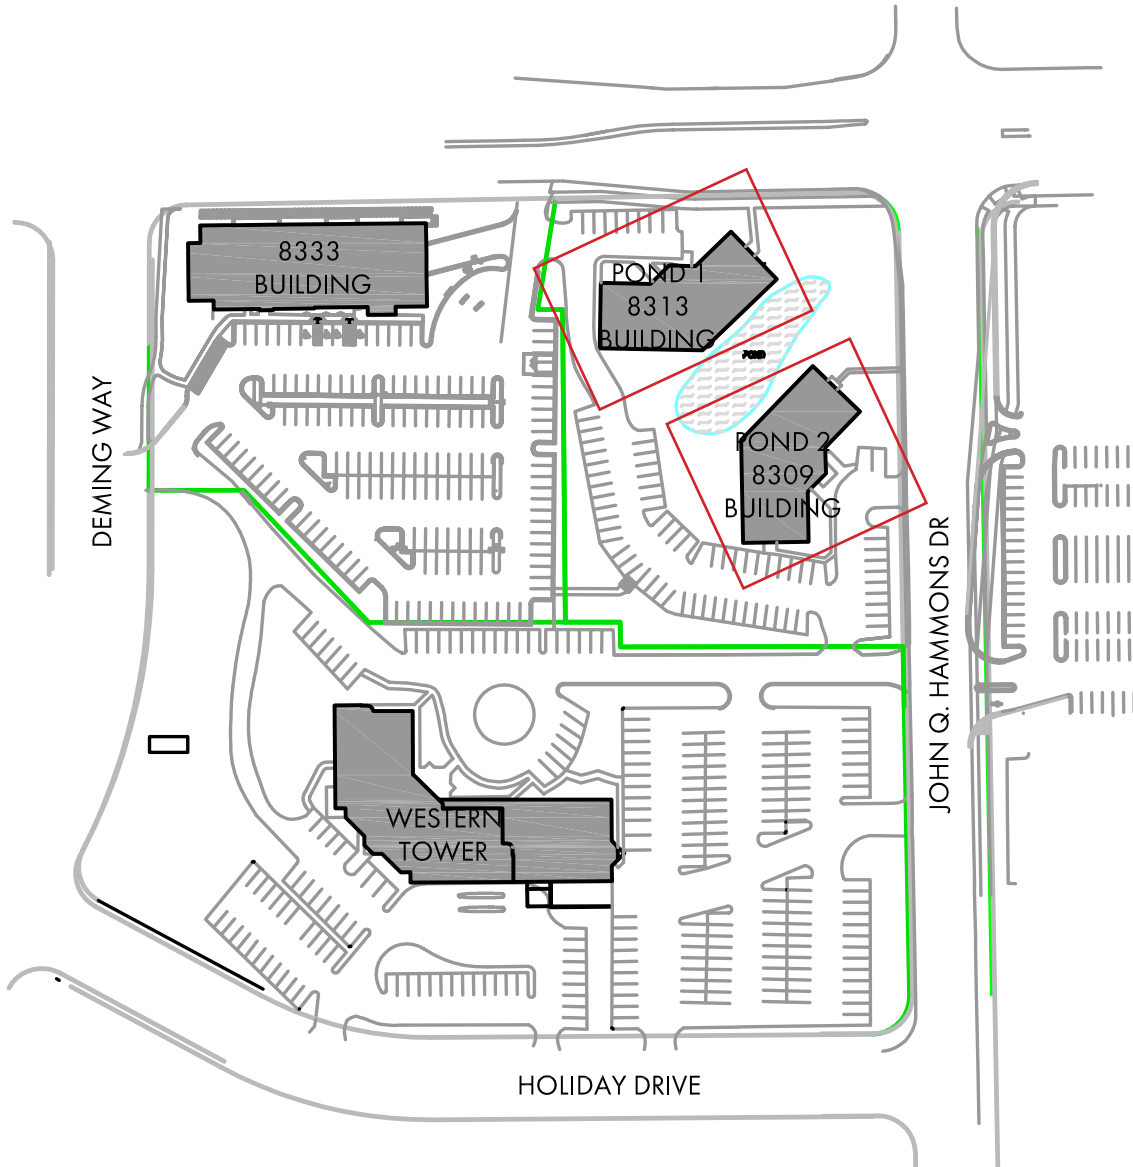 8333
BUILDING
POND 1
8313
BUILDING
POND
POND 2
8309
BUILDING
DEMING WAY
JOHN Q. HAMMONS DR
WESTERN
TOWER
HOLIDAY DRIVE